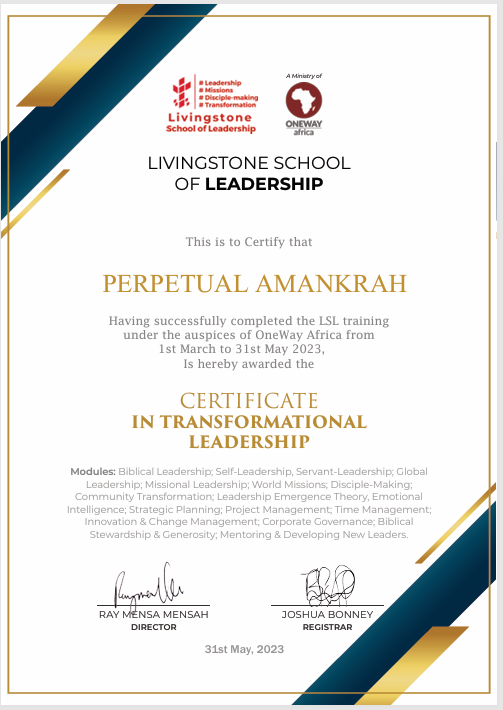 # Leadership
# Missions
# Disciple-making
# Transformation
Livingstone
School of Leadership
A Ministry of
ONEWAY
africa
LIVINGSTONE SCHOOL
OF LEADERSHIP
This is to Certify that
PERPETUAL AMANKRAH
Having successfully completed the LSL training
under the auspices of OneWay Africa from
1st March to 31st May 2023,
Is hereby awarded the
CERTIFICATE
IN TRANSFORMATIONAL
LEADERSHIP
Modules: Biblical Leadership; Self-Leadership, Servant-Leadership; Global
Leadership; Missional Leadership; World Missions; Disciple-Making;
Community Transformation; Leadership Emergence Theory, Emotional
Intelligence; Strategic Planning; Project Management; Time Management;
Innovation & Change Management; Corporate Governance; Biblical
Stewardship & Generosity; Mentoring & Developing New Leaders.
RAY MENSA MENSAH
DIRECTOR
JOSHUA BONNEY
REGISTRAR
31st May, 2023